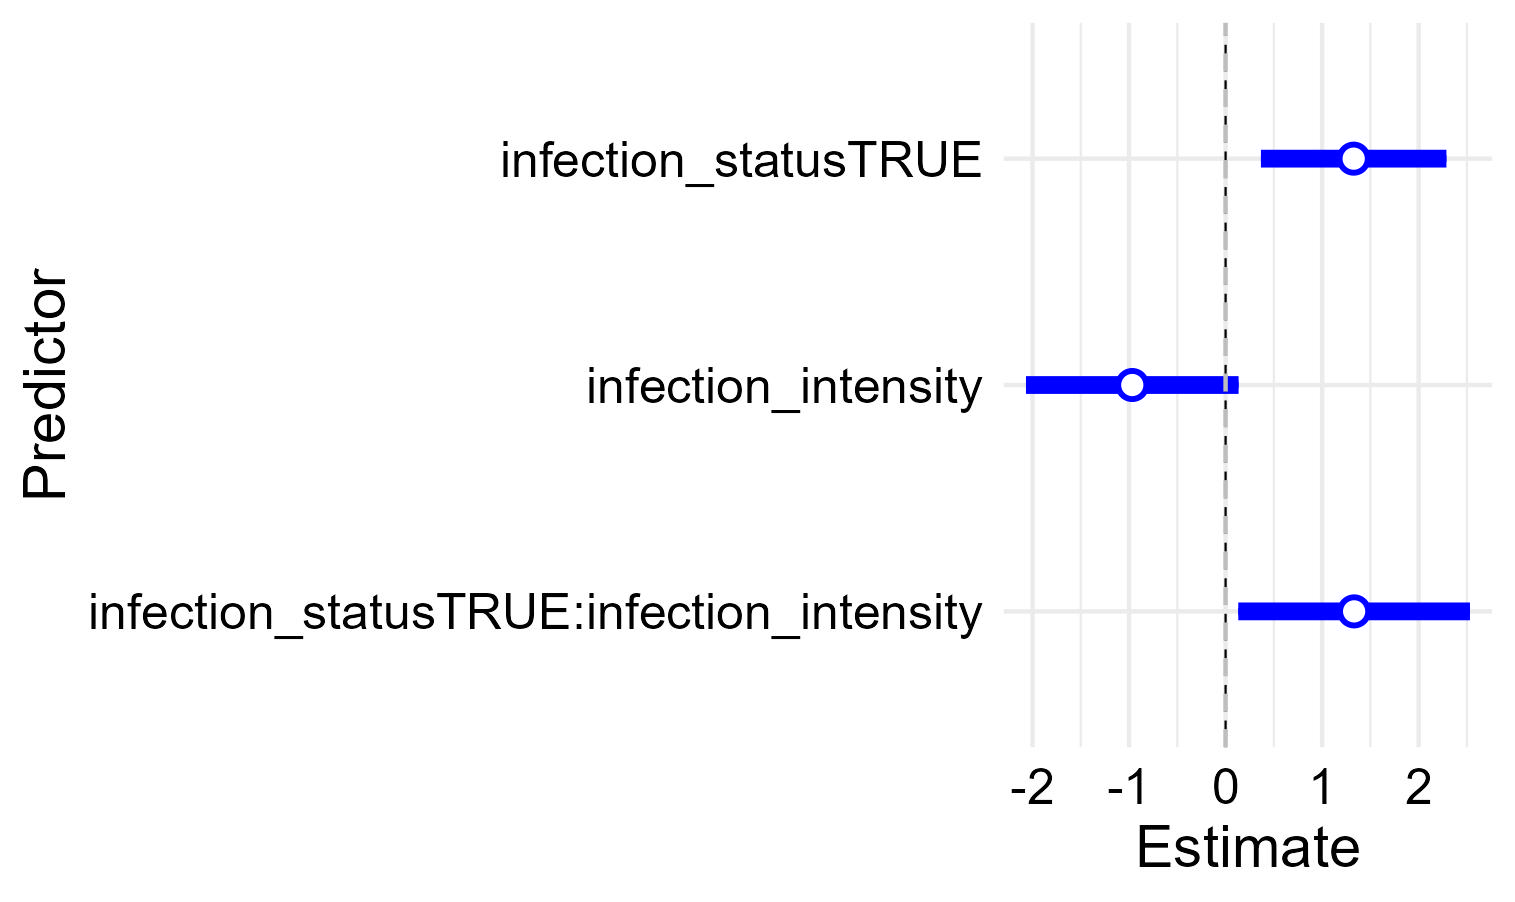 Predictor
infection_statusTRUE
infection_intensity
infection_statusTRUE:infection_intensity
-2 -1 0 1 2
Estimate